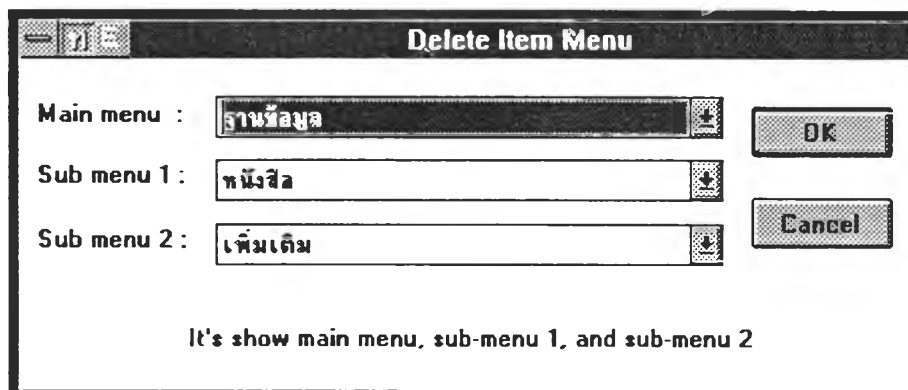 ก E Delete Item Menu
Main menu : ฐานข้อมูล
OK
Sub menu 1 : หนังสือ
Sub menu 2 : เพิ่มเติม
Cancel
It's show main menu, sub-menu 1, and sub-menu 2